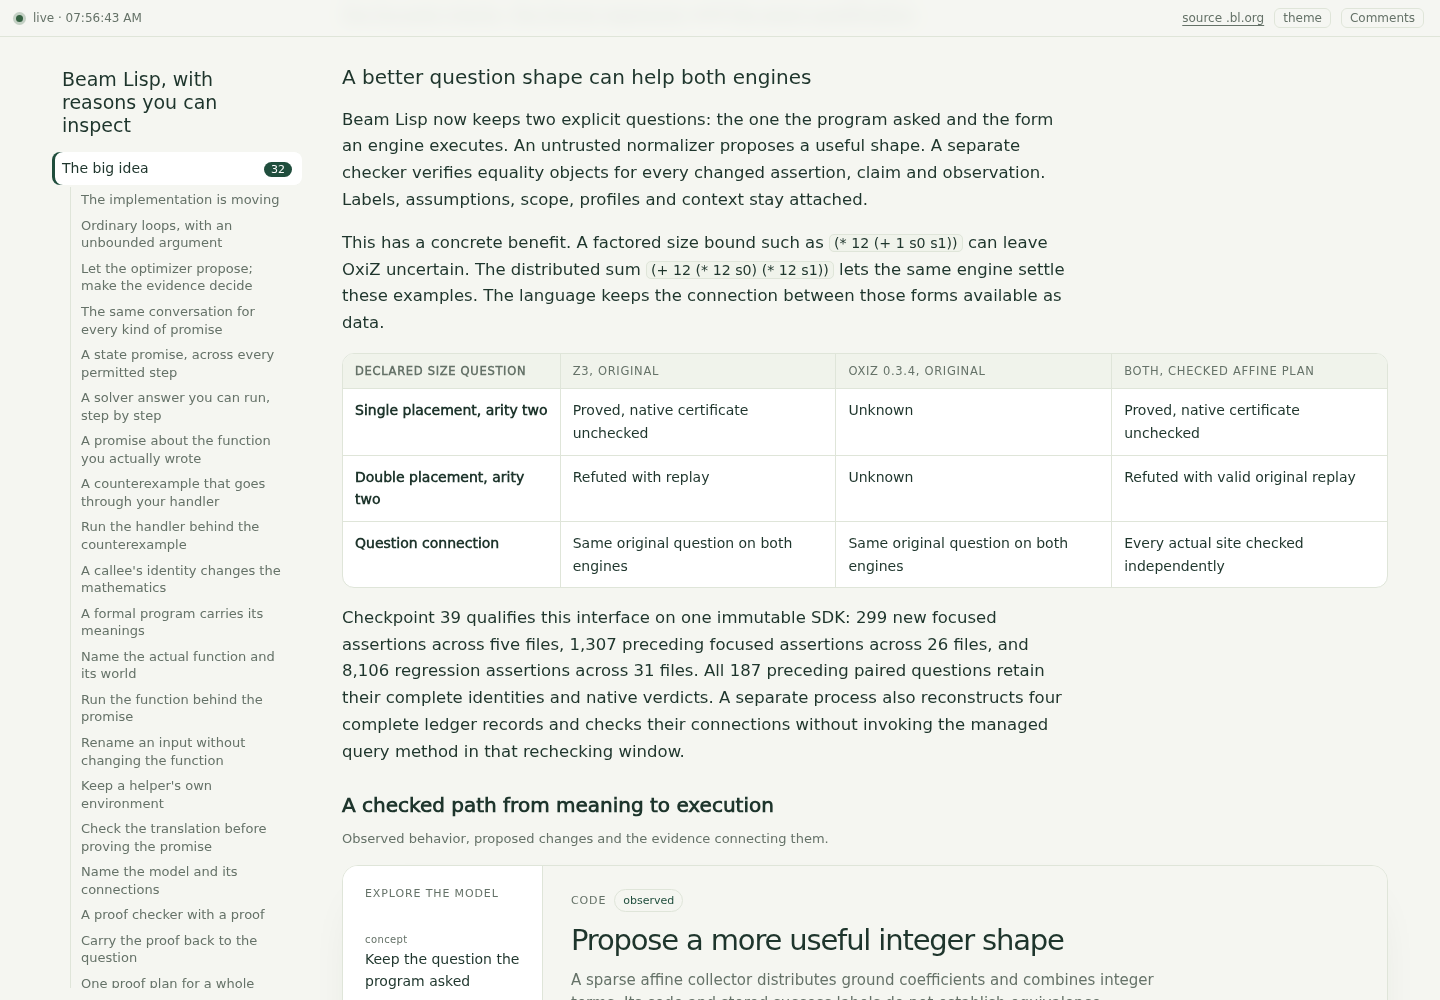 live · 07:56:43 AM
source .bl.org
theme
Comments
Beam Lisp, with
reasons you can
inspect
The big idea
32
The implementation is moving
Ordinary loops, with an
unbounded argument
Let the optimizer propose;
make the evidence decide
The same conversation for
every kind of promise
A state promise, across every
permitted step
A solver answer you can run,
step by step
A promise about the function
you actually wrote
A counterexample that goes
through your handler
Run the handler behind the
counterexample
A callee's identity changes the
mathematics
A formal program carries its
meanings
Name the actual function and
its world
Run the function behind the
promise
Rename an input without
changing the function
Keep a helper's own
environment
Check the translation before
proving the promise
Name the model and its
connections
A proof checker with a proof
Carry the proof back to the
question
One proof plan for a whole
A better question shape can help both engines
Beam Lisp now keeps two explicit questions: the one the program asked and the form
an engine executes. An untrusted normalizer proposes a useful shape. A separate
checker verifies equality objects for every changed assertion, claim and observation.
Labels, assumptions, scope, profiles and context stay attached.
This has a concrete benefit. A factored size bound such as (* 12 (+ 1 s0 s1)) can leave
OxiZ uncertain. The distributed sum (+ 12 (* 12 s0) (* 12 s1)) lets the same engine settle
these examples. The language keeps the connection between those forms available as
data.
DECLARED SIZE QUESTION
Z3, ORIGINAL
OXIZ 0.3.4, ORIGINAL
BOTH, CHECKED AFFINE PLAN
Single placement, arity two
Proved, native certificate
unchecked
Unknown
Proved, native certificate
unchecked
Double placement, arity
two
Refuted with replay
Unknown
Refuted with valid original replay
Question connection
Same original question on both
engines
Same original question on both
engines
Every actual site checked
independently
Checkpoint 39 qualifies this interface on one immutable SDK: 299 new focused
assertions across five files, 1,307 preceding focused assertions across 26 files, and
8,106 regression assertions across 31 files. All 187 preceding paired questions retain
their complete identities and native verdicts. A separate process also reconstructs four
complete ledger records and checks their connections without invoking the managed
query method in that rechecking window.
A checked path from meaning to execution
Observed behavior, proposed changes and the evidence connecting them.
EXPLORE THE MODEL
concept
Keep the question the
program asked
CODE
observed
Propose a more useful integer shape
A sparse affine collector distributes ground coefficients and combines integer
terms. Its code and stored success labels do not establish equivalence.